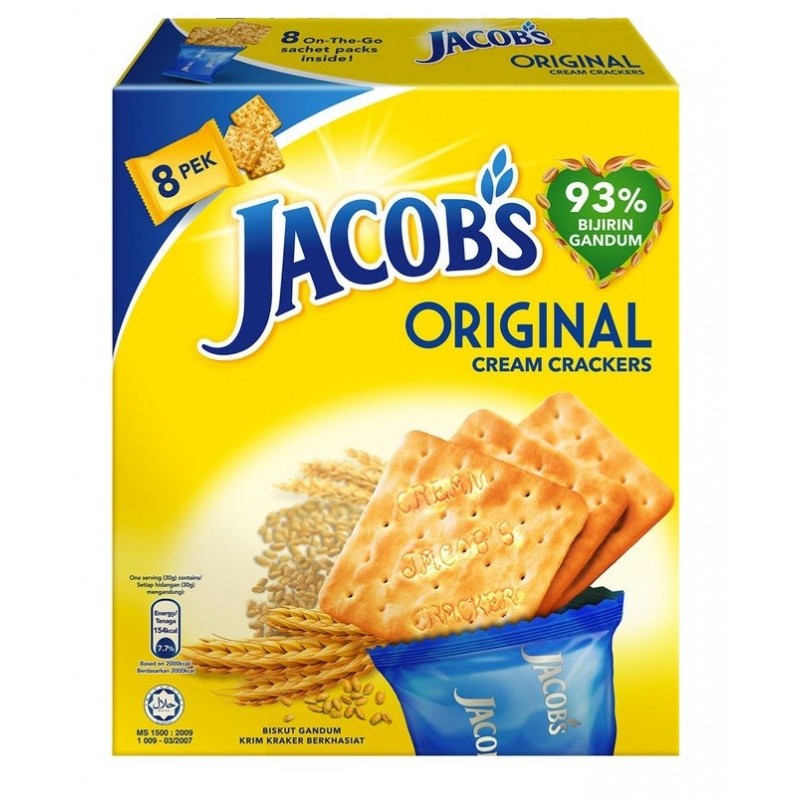 8 On-The-Go
sachet packs
inside!
JACOB'S
ORIGINAL
CREAM CRACKERS
8 PEK
JACOB'S
93%
BIJIRIN
GANDUM
ORIGINAL
CREAM CRACKERS
CREAM
JACOB'S
CRACKER
One serving (30g) contains/
Setiap hidangan (30g)
mengandungi:
Energy/
Tenaga
154kcal
7.7%
Based on 2000kcal/
Berdasarkan 2000kcal
حلال
MS 1500 : 2009
1 009 - 03/2007
BISKUT GANDUM
KRIM KRAKER BERKHASIAT
JACOB'S
JACO